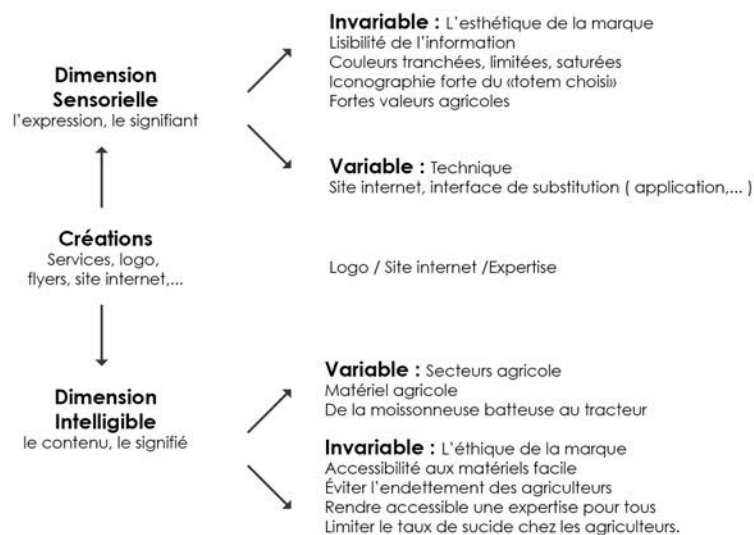 Invariable : L'esthétique de la marque
Lisibilité de l'information
Couleurs tranchées, limitées, saturées
Iconographie forte du «totem choisi»
Fortes valeurs agricoles
Dimension
Sensorielle
l'expression, le signifiant
Variable : Technique
Site internet, interface de substitution ( application,... )
Créations
Services, logo,
flyers, site internet,...
Logo / Site internet /Expertise
Variable : Secteurs agricole
Matériel agricole
De la moissonneuse batteuse au tracteur
Dimension
Intelligible
le contenu, le signifié
Invariable : L'éthique de la marque
Accessibilité aux matériels facile
Éviter l'endettement des agriculteurs
Rendre accessible une expertise pour tous
Limiter le taux de sucide chez les agriculteurs.